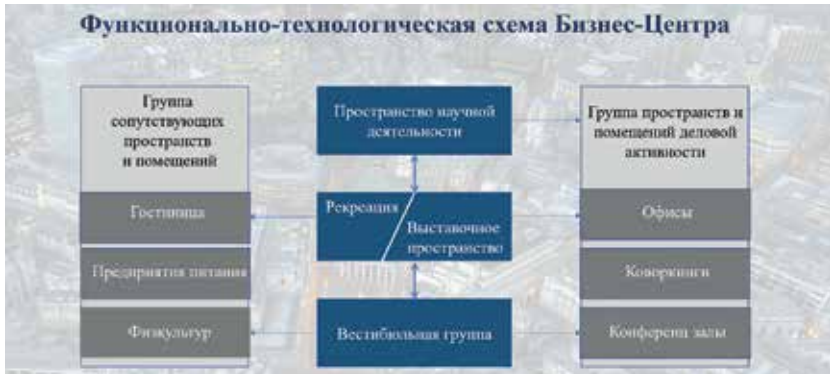 Функционально-технологическая схема Бизнес-Центра
Группа
сопутствующих
пространств
и помещений
Гостиница
Предприятия питания
Физкультур
Пространство научной
деятельности
Рекреация
Выставочное
пространство
Вестибюльная группа
Группа пространств и
помещений деловой
активности
Офисы
Коворкинги
Конференц залы